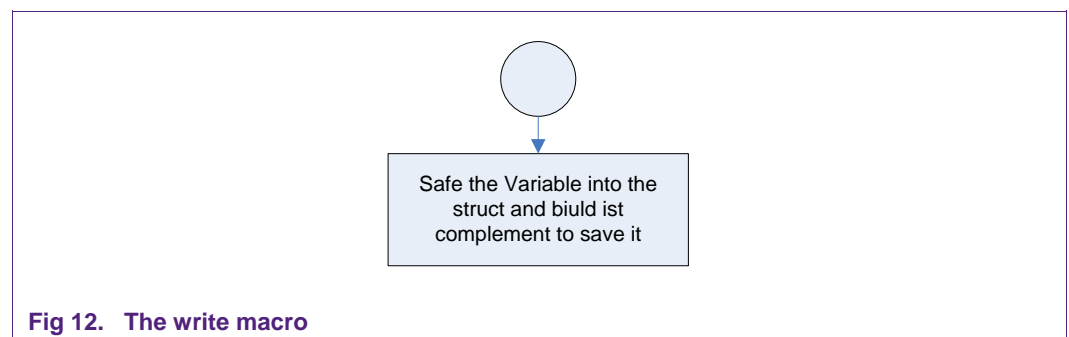 Safe the Variable into the
struct and biuld ist
complement to save it
Fig 12. The write macro